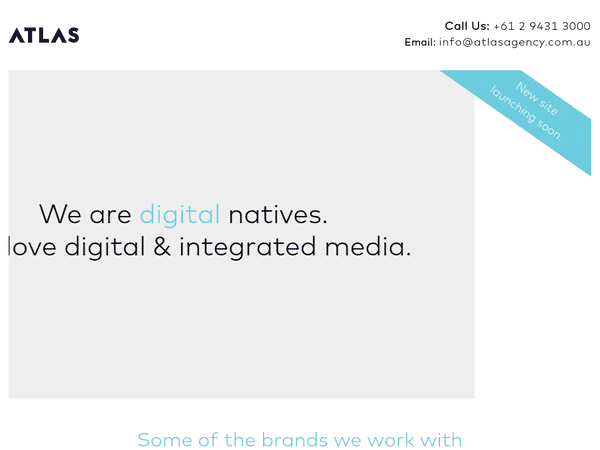 ATLAS
Call Us: +61 2 9431 3000
Email: info@atlasagency.com.au
New site
launching soon.
We are digital natives.
love digital & integrated media.
Some of the brands we work with